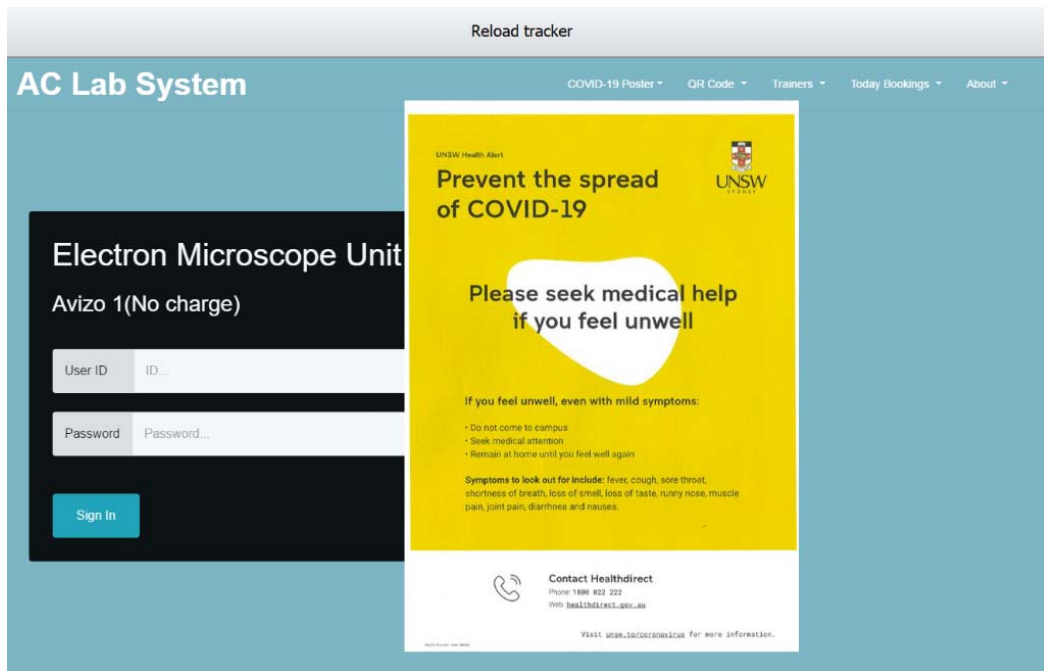 Reload tracker
AC Lab System
COVID-19 Poster
QR Code
Trainers
Today Bookings
About
Electron Microscope Unit
Avizo 1(No charge)
User ID
ID...
Password
Password...
Sign In
UNSW Health Alert
Prevent the spread
of COVID-19
UNSW
SYDNEY
Please seek medical help
if you feel unwell
If you feel unwell, even with mild symptoms:
• Do not come to campus
• Seek medical attention
• Remain at home until you feel well again
Symptoms to look out for include: fever, cough, sore throat,
shortness of breath, loss of smell, loss of taste, runny nose, muscle
pain, joint pain, diarrhoea and nausea.
Contact Healthdirect
Phone: 1800 022 222
Web: healthdirect.gov.au
Visit unsw.to/coronavirus for more information.